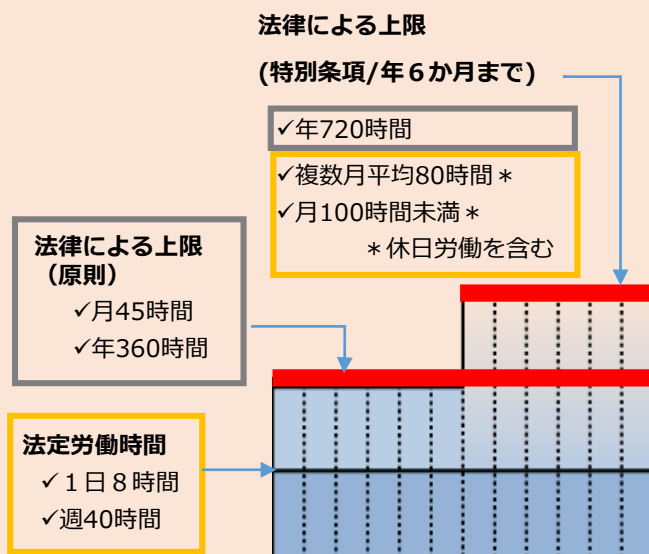 法律による上限
(特別条項/年６か月まで)
✓年720時間
✓複数月平均80時間＊
✓月100時間未満＊
＊休日労働を含む
法律による上限
（原則）
✓月45時間
✓年360時間
法定労働時間
✓１日８時間
✓週40時間